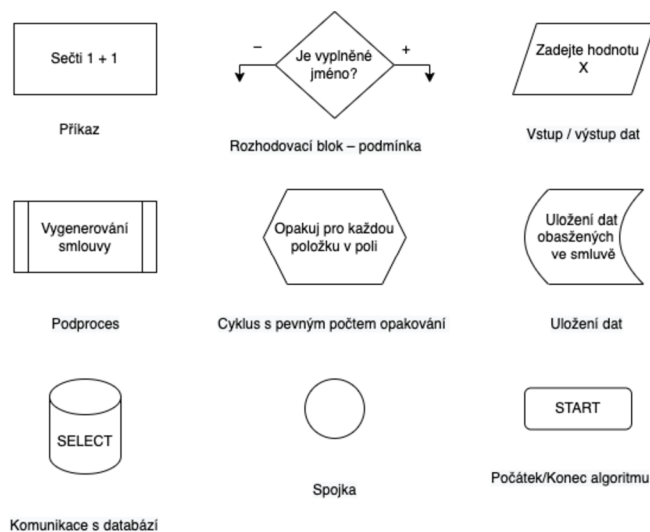 Sečti 1 + 1
Příkaz
–
Je vyplněné
jméno?
+
Rozhodovací blok – podmínka
Zadejte hodnotu
X
Vstup / výstup dat
Vygenerování
smlouvy
Podproces
Opakuj pro každou
položku v poli
Cyklus s pevným počtem opakování
Uložení dat
obasžených
ve smluvě
Uložení dat
SELECT
Komunikace s databází
Spojka
START
Počátek/Konec algoritmu